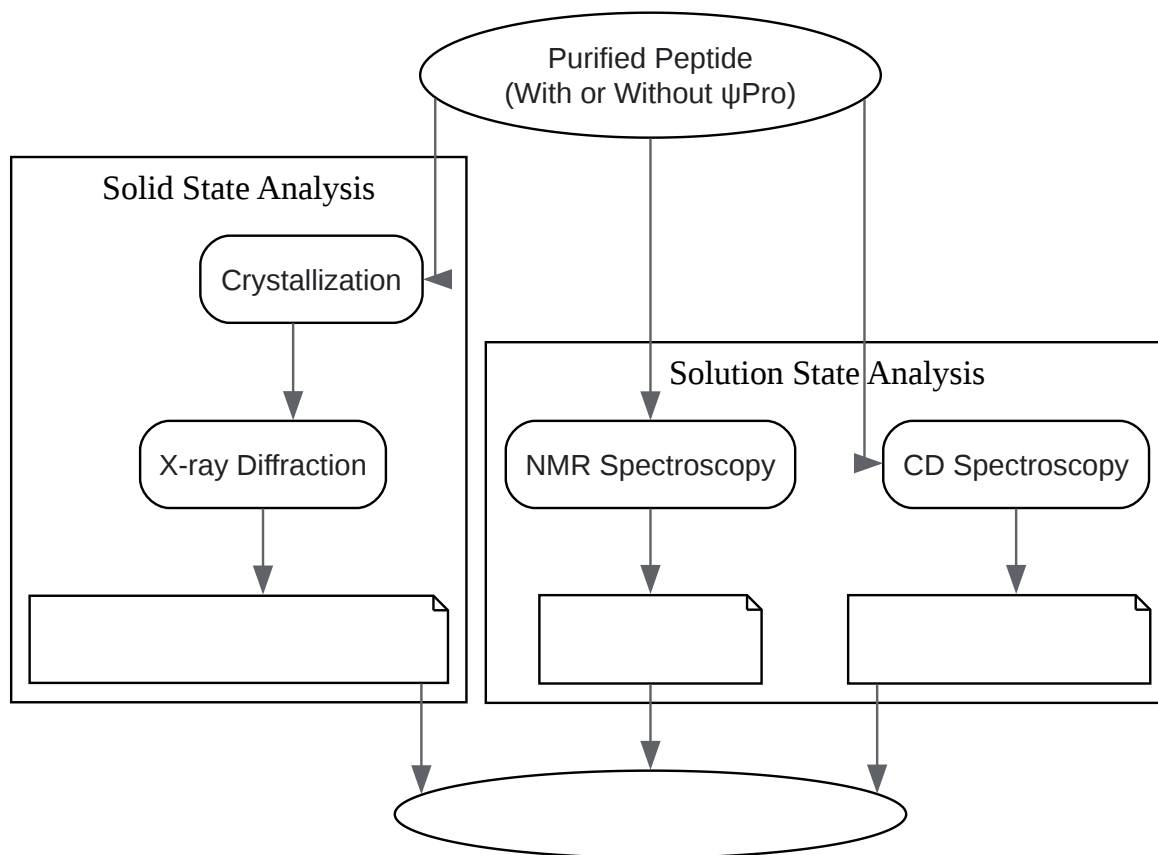 Purified Peptide
(With or Without ψPro)
Solid State Analysis
Crystallization
Solution State Analysis
X-ray Diffraction
NMR Spectroscopy
CD Spectroscopy